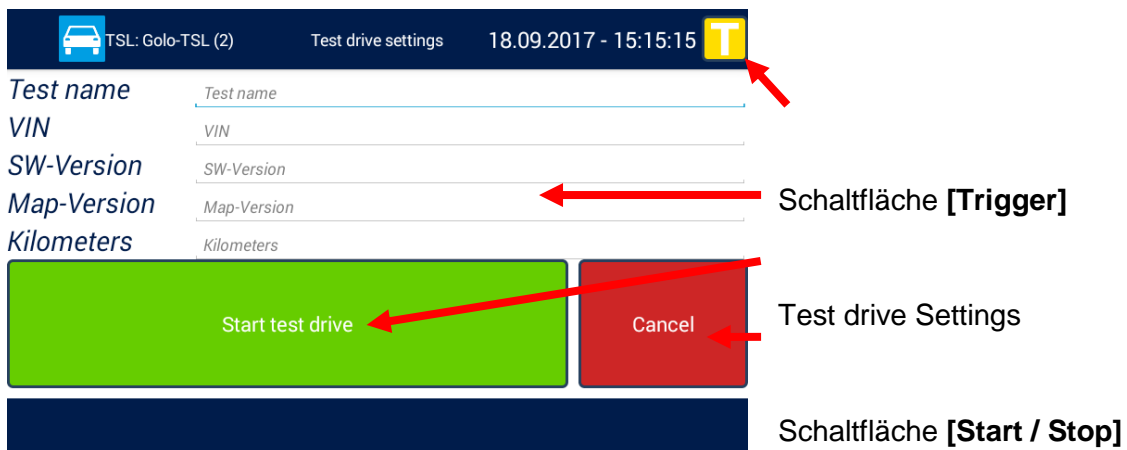 TSL: Golo-TSL (2) Test drive settings 18.09.2017 - 15:15:15 T
Test name Test name
VIN VIN
SW-Version SW-Version
Map-Version Map-Version
Schaltfläche [Trigger]
Kilometers Kilometers
Start test drive Cancel
Test drive Settings
Schaltfläche [Start / Stop]